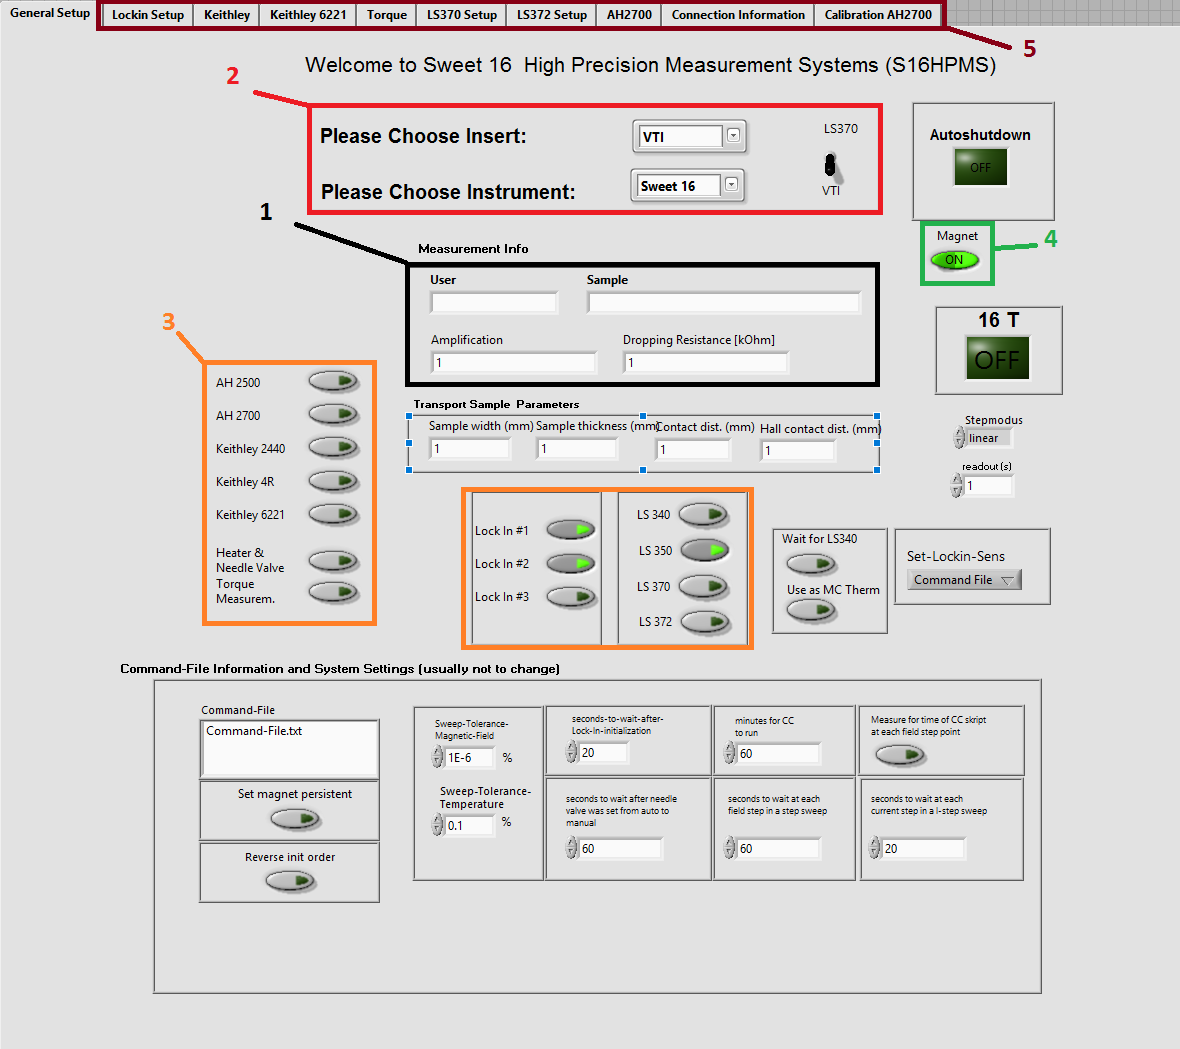 General Setup
Lockin Setup
Keithley
Keithley 6221
Torque
LS370 Setup
LS372 Setup
AH2700
Connection Information
Calibration AH2700
5
Welcome to Sweet 16 High Precision Measurement Systems (S16HPMS)
2
Please Choose Insert:
VTI
LS370
VTI
Please Choose Instrument:
Sweet 16
Autoshutdown
OFF
1
Magnet
ON
4
Measurement Info
User
Sample
Amplification
1
Dropping Resistance [kOhm]
1
16 T
OFF
3
AH 2500
AH 2700
Keithley 2440
Keithley 4R
Keithley 6221
Heater &
Needle Valve
Torque
Measurem.
Transport Sample Parameters
Sample width (mm)
1
Sample thickness (mm)
1
Contact dist. (mm)
1
Hall contact dist. (mm)
1
Stepmodus
linear
readout (s)
1
Lock In #1
Lock In #2
Lock In #3
LS 340
LS 350
LS 370
LS 372
Wait for LS340
Use as MC Therm
Set-Lockin-Sens
Command File
Command-File Information and System Settings (usually not to change)
Command-File
Command-File.txt
Set magnet persistent
Reverse init order
Sweep-Tolerance-
Magnetic-Field
1E-6 %
Sweep-Tolerance-
Temperature
0.1 %
seconds-to-wait-after-
Lock-In-initialization
20
minutes for CC
to run
60
Measure for time of CC skript
at each field step point
seconds to wait after needle
valve was set from auto to
manual
60
seconds to wait at each
field step in a step sweep
60
seconds to wait at each
current step in a I-step sweep
20